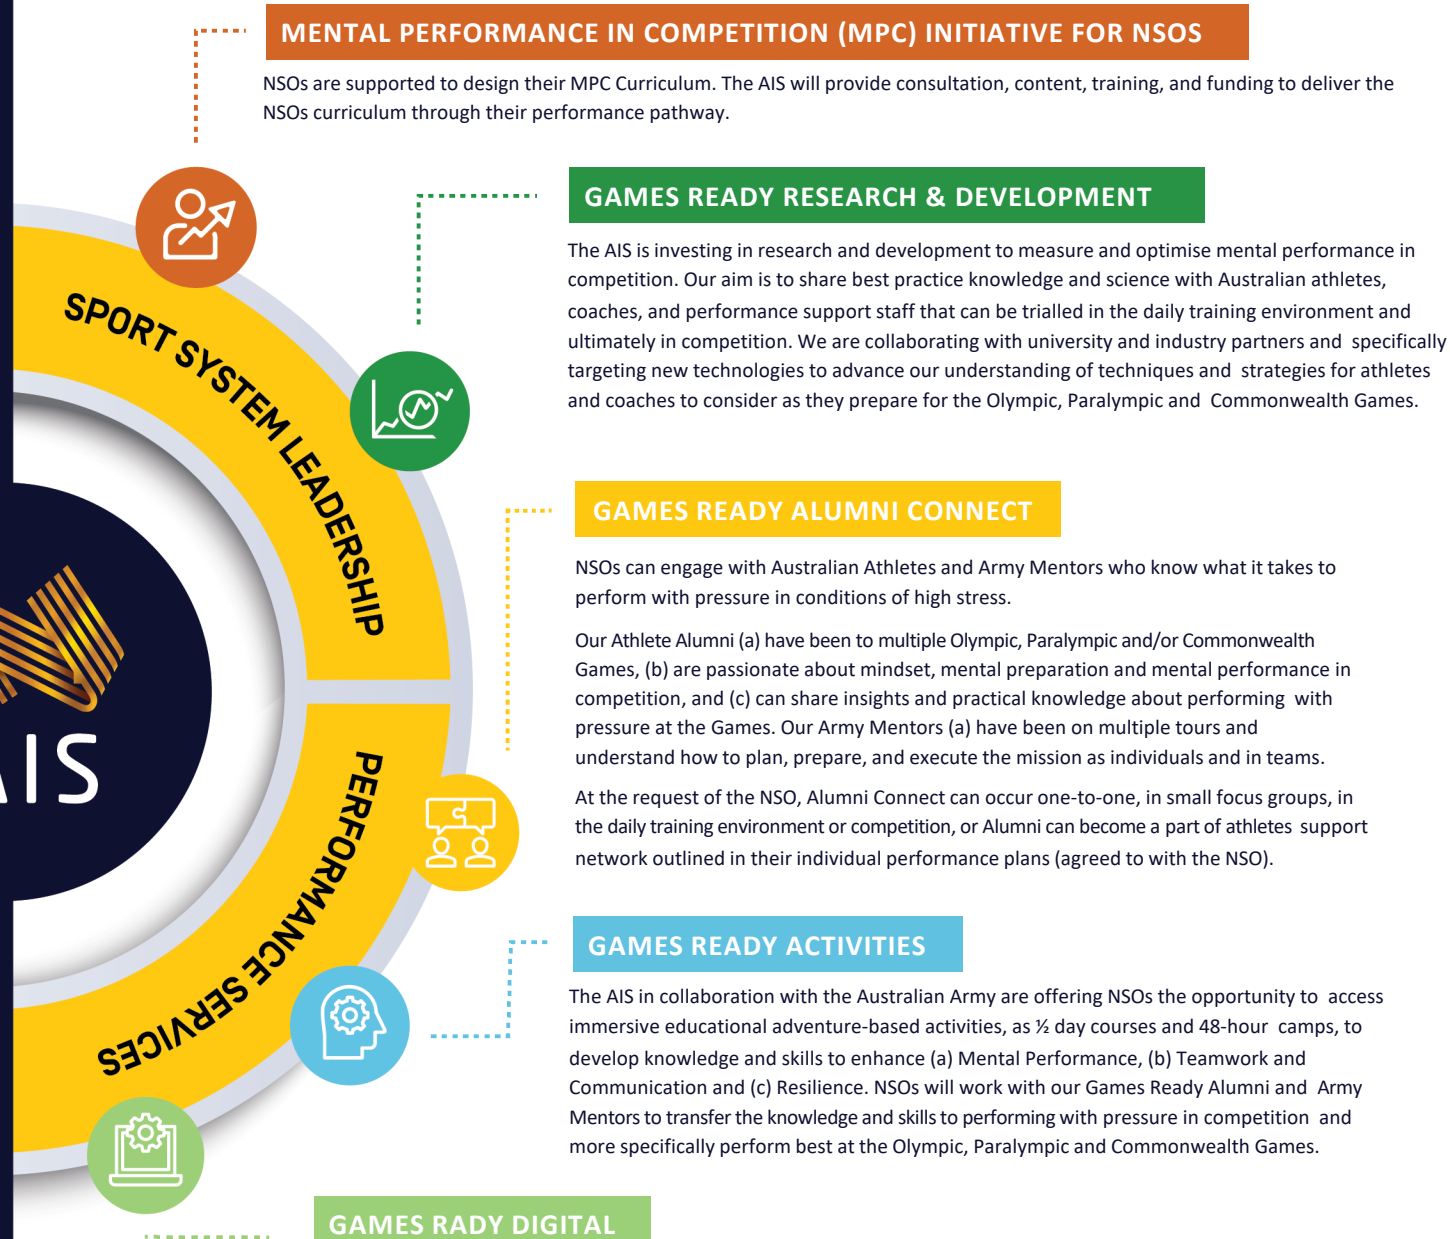 MENTAL PERFORMANCE IN COMPETITION (MPC) INITIATIVE FOR NSOS
NSOs are supported to design their MPC Curriculum. The AIS will provide consultation, content, training, and funding to deliver the
NSOs curriculum through their performance pathway.
GAMES READY RESEARCH & DEVELOPMENT
The AIS is investing in research and development to measure and optimise mental performance in
competition. Our aim is to share best practice knowledge and science with Australian athletes,
coaches, and performance support staff that can be trialled in the daily training environment and
ultimately in competition. We are collaborating with university and industry partners and specifically
targeting new technologies to advance our understanding of techniques and strategies for athletes
and coaches to consider as they prepare for the Olympic, Paralympic and Commonwealth Games.
SPORT SYSTEM LEADERSHIP
GAMES READY ALUMNI CONNECT
NSOs can engage with Australian Athletes and Army Mentors who know what it takes to
perform with pressure in conditions of high stress.
Our Athlete Alumni (a) have been to multiple Olympic, Paralympic and/or Commonwealth
Games, (b) are passionate about mindset, mental preparation and mental performance in
competition, and (c) can share insights and practical knowledge about performing with
pressure at the Games. Our Army Mentors (a) have been on multiple tours and
understand how to plan, prepare, and execute the mission as individuals and in teams.
At the request of the NSO, Alumni Connect can occur one-to-one, in small focus groups, in
the daily training environment or competition, or Alumni can become a part of athletes support
network outlined in their individual performance plans (agreed to with the NSO).
AIS
PERFORMANCE SERVICES
GAMES READY ACTIVITIES
The AIS in collaboration with the Australian Army are offering NSOs the opportunity to access
immersive educational adventure-based activities, as ½ day courses and 48-hour camps, to
develop knowledge and skills to enhance (a) Mental Performance, (b) Teamwork and
Communication and (c) Resilience. NSOs will work with our Games Ready Alumni and Army
Mentors to transfer the knowledge and skills to performing with pressure in competition and
more specifically perform best at the Olympic, Paralympic and Commonwealth Games.
GAMES RADY DIGITAL